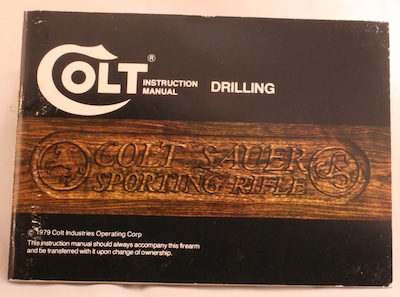 COLT®
INSTRUCTION
MANUAL
DRILLING
COLT SAUER
SPORTING RIFLE
© 1979 Colt Industries Operating Corp
This instruction manual should always accompany this firearm
and be transferred with it upon change of ownership.